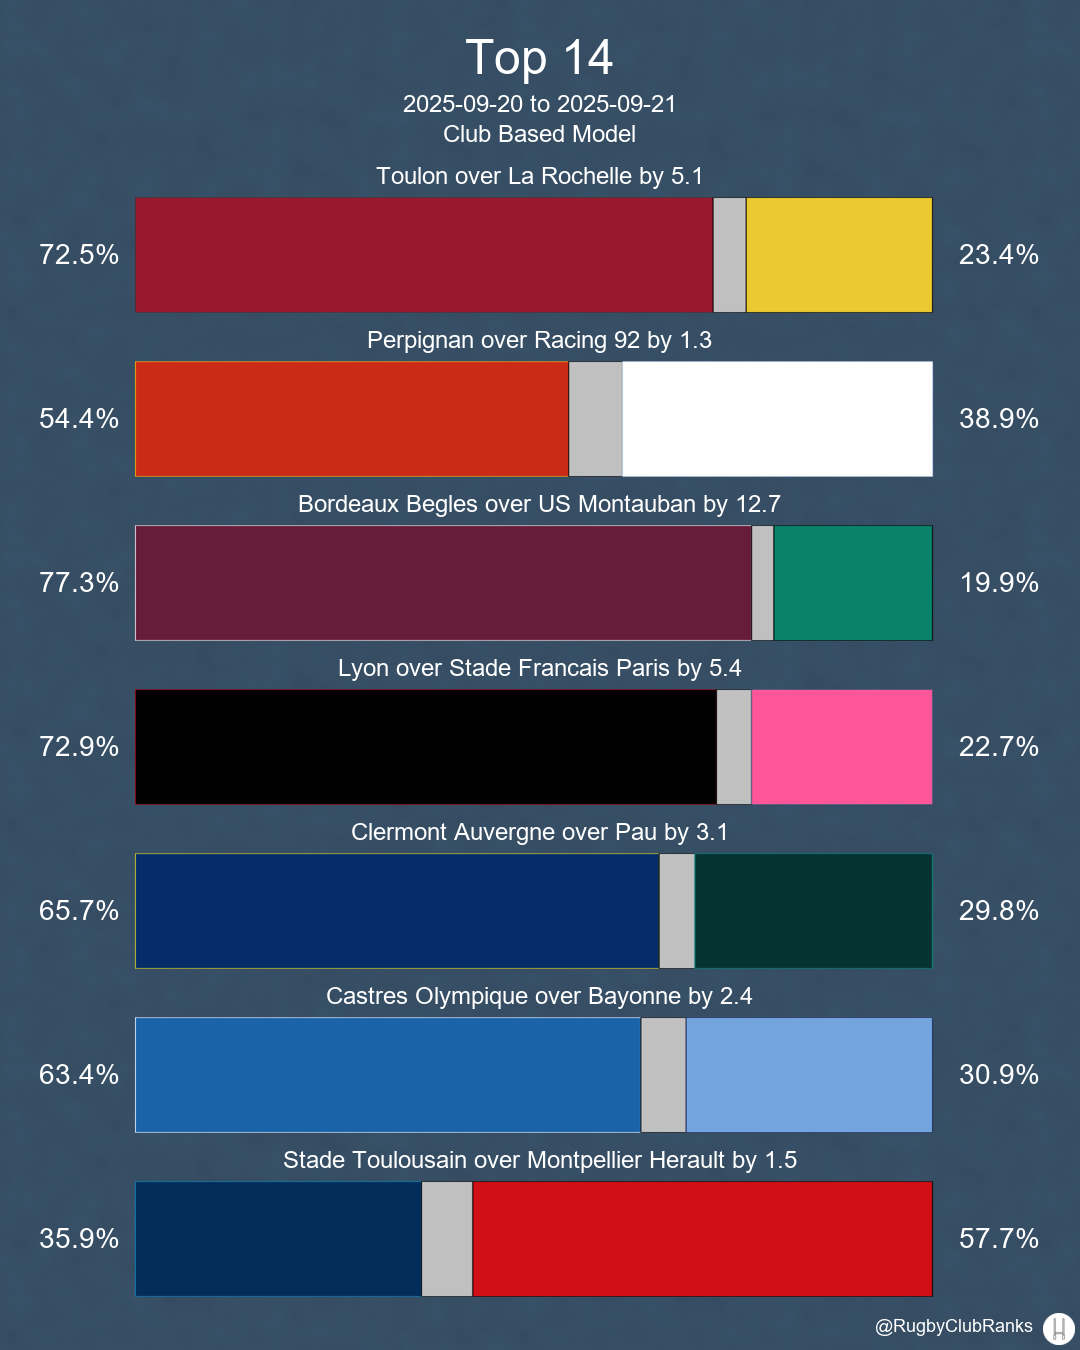 Top 14
2025-09-20 to 2025-09-21
Club Based Model
Toulon over La Rochelle by 5.1
72.5% 23.4%
Perpignan over Racing 92 by 1.3
54.4% 38.9%
Bordeaux Begles over US Montauban by 12.7
77.3% 19.9%
Lyon over Stade Francais Paris by 5.4
72.9% 22.7%
Clermont Auvergne over Pau by 3.1
65.7% 29.8%
Castres Olympique over Bayonne by 2.4
63.4% 30.9%
Stade Toulousain over Montpellier Herault by 1.5
35.9% 57.7%
@RugbyClubRanks